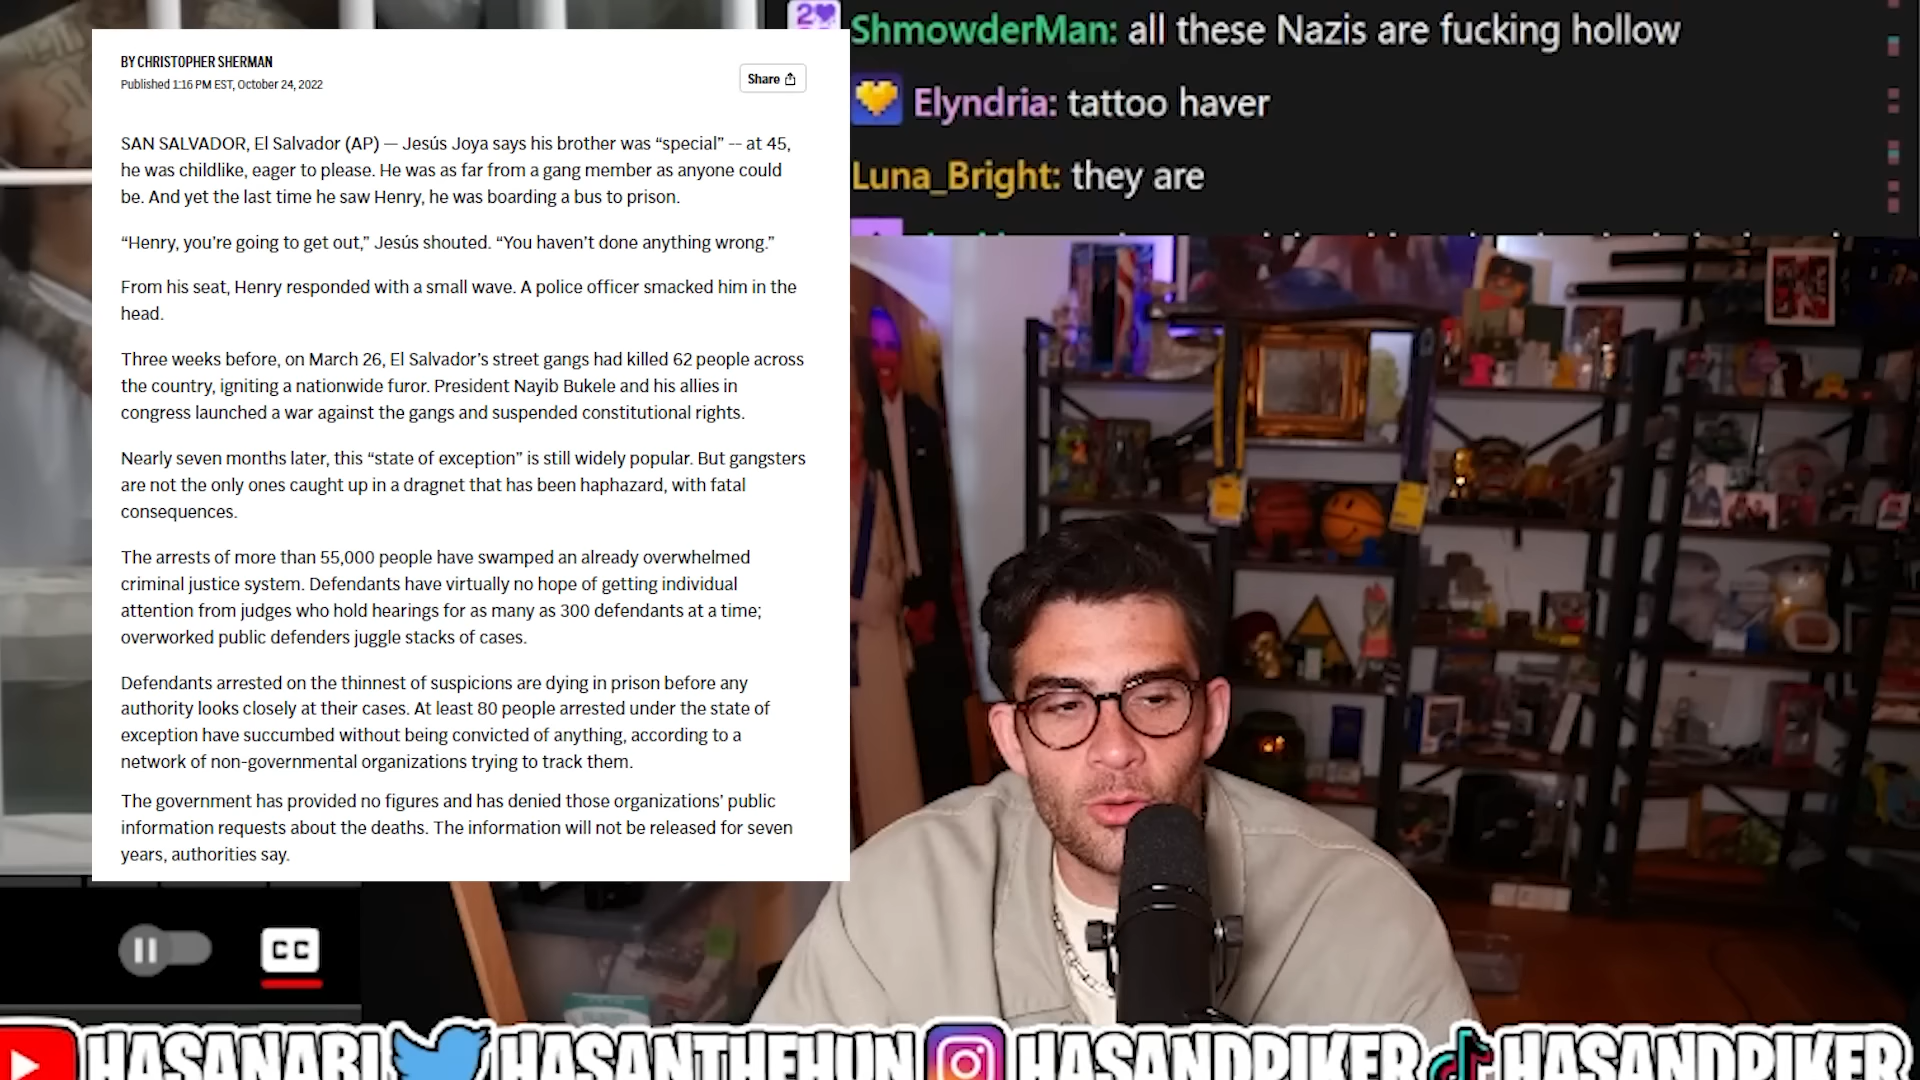 BY CHRISTOPHER SHERMAN
Published 1:16 PM EST, October 24, 2022
Share
SAN SALVADOR, El Salvador (AP) — Jesús Joya says his brother was “special” -- at 45,
he was childlike, eager to please. He was as far from a gang member as anyone could
be. And yet the last time he saw Henry, he was boarding a bus to prison.
“Henry, you’re going to get out,” Jesús shouted. “You haven’t done anything wrong.”
From his seat, Henry responded with a small wave. A police officer smacked him in the
head.
Three weeks before, on March 26, El Salvador’s street gangs had killed 62 people across
the country, igniting a nationwide furor. President Nayib Bukele and his allies in
congress launched a war against the gangs and suspended constitutional rights.
Nearly seven months later, this “state of exception” is still widely popular. But gangsters
are not the only ones caught up in a dragnet that has been haphazard, with fatal
consequences.
The arrests of more than 55,000 people have swamped an already overwhelmed
criminal justice system. Defendants have virtually no hope of getting individual
attention from judges who hold hearings for as many as 300 defendants at a time;
overworked public defenders juggle stacks of cases.
Defendants arrested on the thinnest of suspicions are dying in prison before any
authority looks closely at their cases. At least 80 people arrested under the state of
exception have succumbed without being convicted of anything, according to a
network of non-governmental organizations trying to track them.
The government has provided no figures and has denied those organizations’ public
information requests about the deaths. The information will not be released for seven
years, authorities say.
ShmowderMan: all these Nazis are fucking hollow
Elyndria: tattoo haver
Luna_Bright: they are
CC
HASANABI HASANTHEHUN HASANDPIKER HASANDPIKER